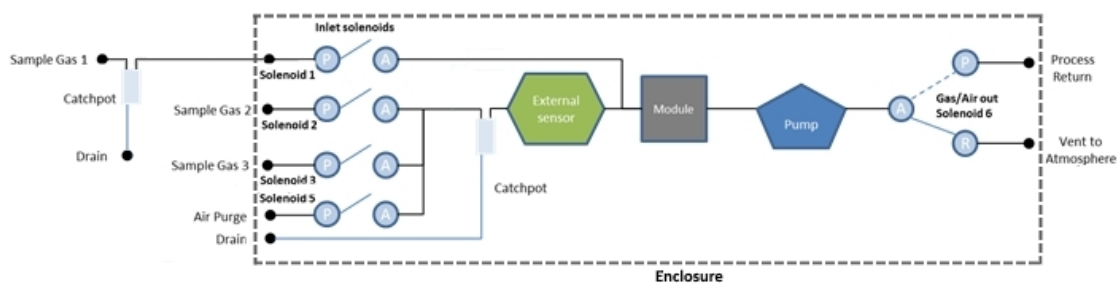 Inlet solenoids
Sample Gas 1
P
A
P
Process
Return
Solenoid 1
Catchpot
External
sensor
Module
Gas/Air out
Solenoid 6
Sample Gas 2
P
A
A
Pump
Solenoid 2
R
Vent to
Atmosphere
Drain
Sample Gas 3
P
A
Solenoid 3
Catchpot
Solenoid 5
Air Purge
P
A
Drain
Enclosure